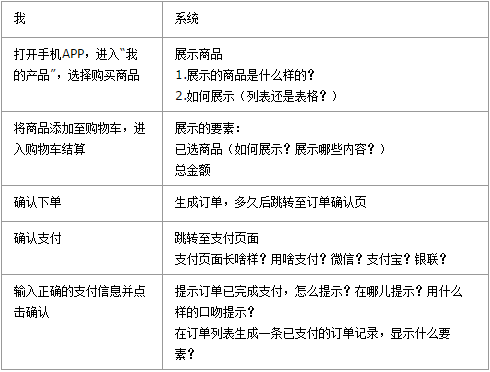 我
系统
打开手机APP，进入“我
的产品”，选择购买商品
展示商品
1.展示的商品是什么样的？
2.如何展示（列表还是表格？）
将商品添加至购物车，进
入购物车结算
展示的要素：
已选商品（如何展示？展示哪些内容？）
总金额
确认下单
生成订单，多久后跳转至订单确认页
确认支付
跳转至支付页面
支付页面长啥样？用啥支付？微信？支付宝？银联？
输入正确的支付信息并点
击确认
提示订单已完成支付，怎么提示？在哪儿提示？用什么
样的口吻提示？
在订单列表生成一条已支付的订单记录，显示什么要
素？